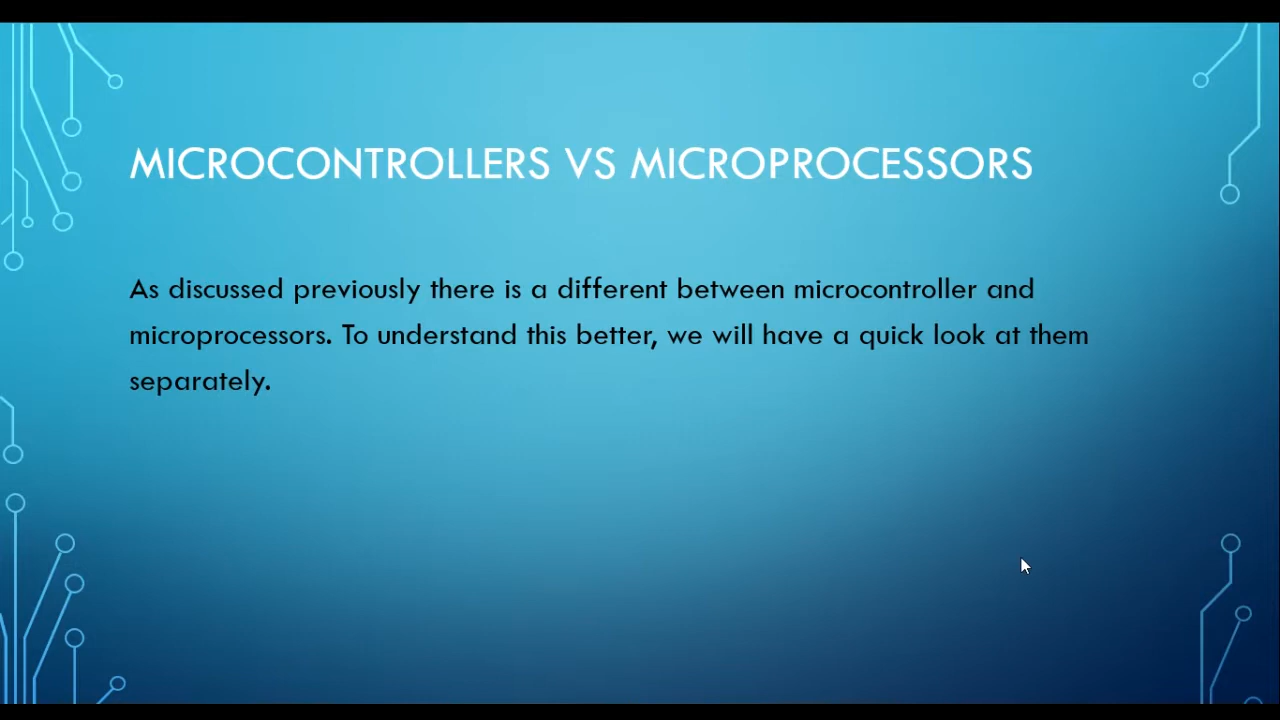 MICROCONTROLLERS VS MICROPROCESSORS
As discussed previously there is a different between microcontroller and
microprocessors. To understand this better, we will have a quick look at them
separately.